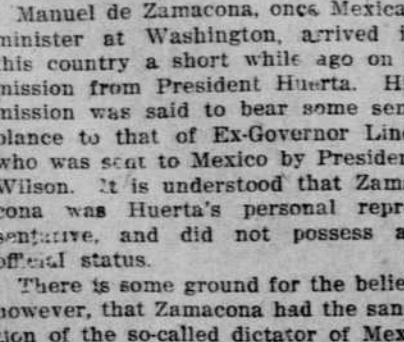 Manuel de Zamacona, once Mexica
minister at Washington, arrived i
this country a short while ago on
mission from President Huerta. H
mission was said to bear some sem
blance to that of Ex-Governor Lind
who was sent to Mexico by Presiden
Wilson. It is understood that Zama
cona was Huerta's personal repr
sentative, and did not possess a
official status.
There is some ground for the belie
however, that Zamacona had the san
tion of the so-called dictator of Mex